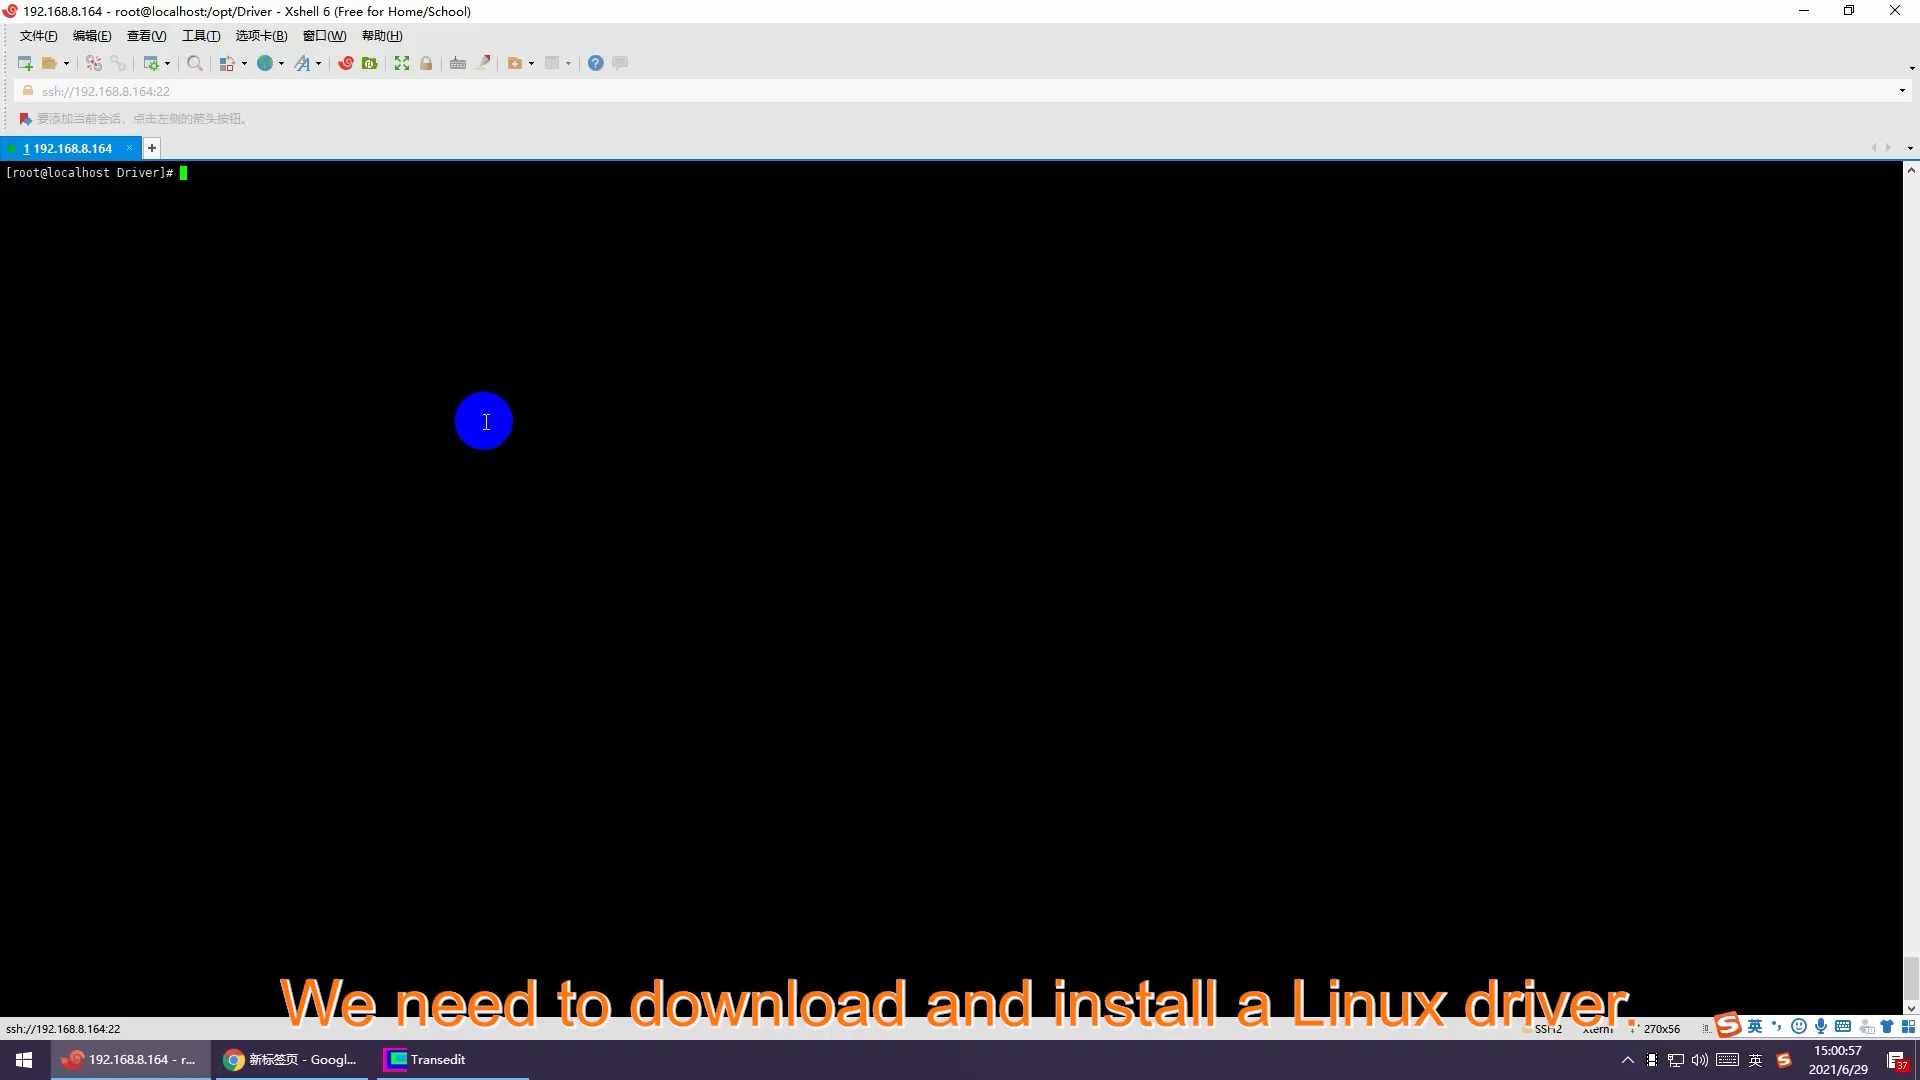 192.168.8.164 - root@localhost:/opt/Driver - Xshell 6 (Free for Home/School)
文件(F) 编辑(E) 查看(V) 工具(T) 选项卡(B) 窗口(W) 帮助(H)
ssh://192.168.8.164:22
要添加当前会话，点击左侧的箭头按钮。
1 192.168.8.164
[root@localhost Driver]#
We need to download and install a Linux driver.
ssh://192.168.8.164:22 SSH2 xterm 270x56 英
192.168.8.164 - r... 新标签页 - Googl... Transedit 英 15:00:57
2021/6/29 37